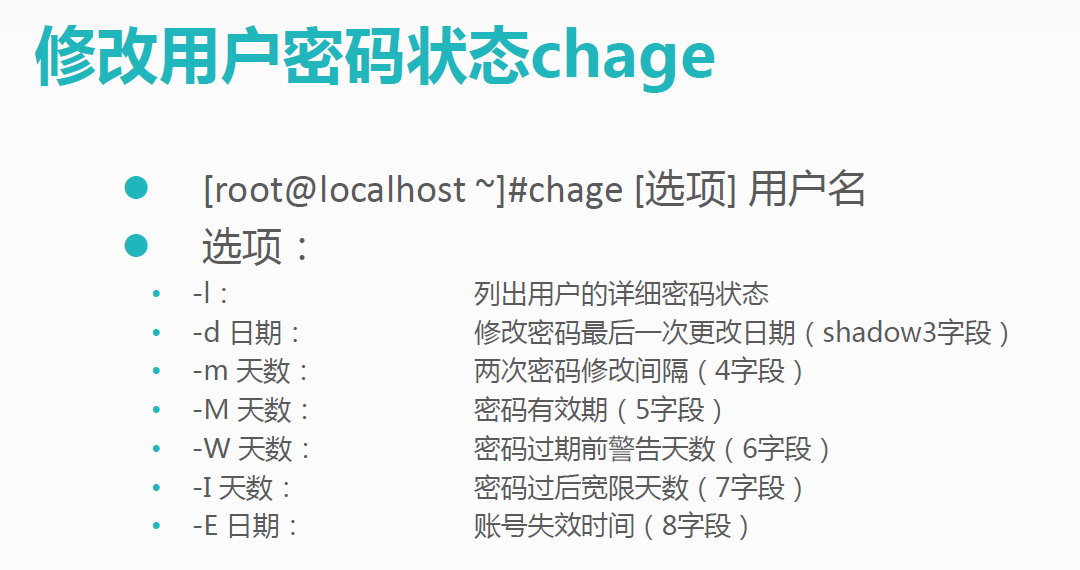 修改用户密码状态chage
[root@localhost ~]#chage [选项] 用户名
选项：
-l： 列出用户的详细密码状态
-d 日期： 修改密码最后一次更改日期（shadow3字段）
-m 天数： 两次密码修改间隔（4字段）
-M 天数： 密码有效期（5字段）
-W 天数： 密码过期前警告天数（6字段）
-I 天数： 密码过后宽限天数（7字段）
-E 日期： 账号失效时间（8字段）